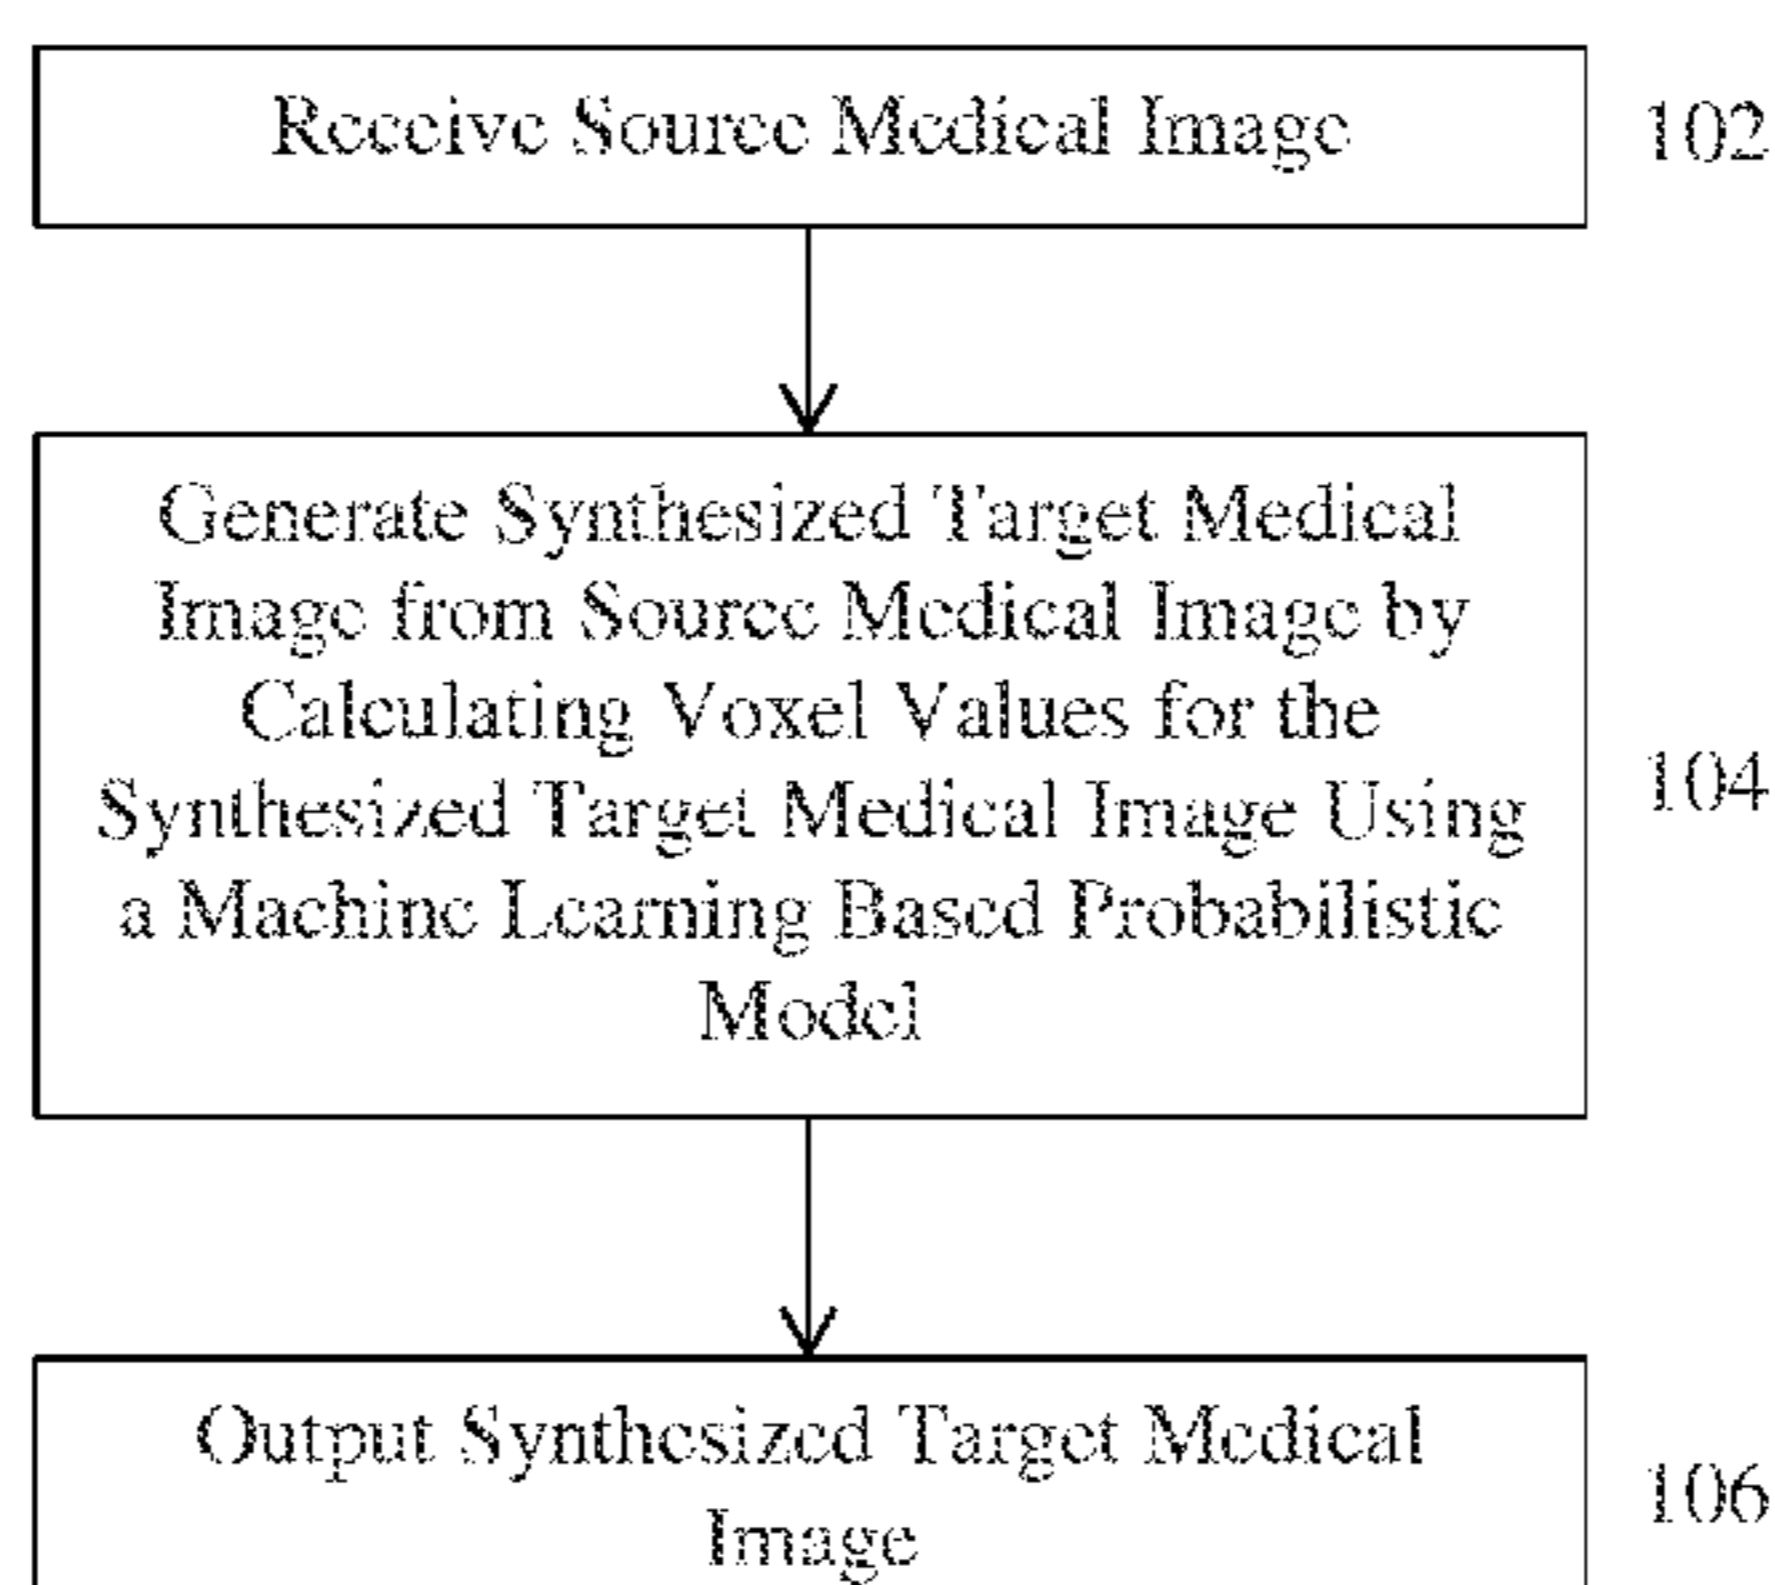 Receive Source Medical Image
102
Generate Synthesized Target Medical
Image from Source Medical Image by
Calculating Voxel Values for the
Synthesized Target Medical Image Using
a Machine Learning Based Probabilistic
Model
104
Output Synthesized Target Medical
Image
106